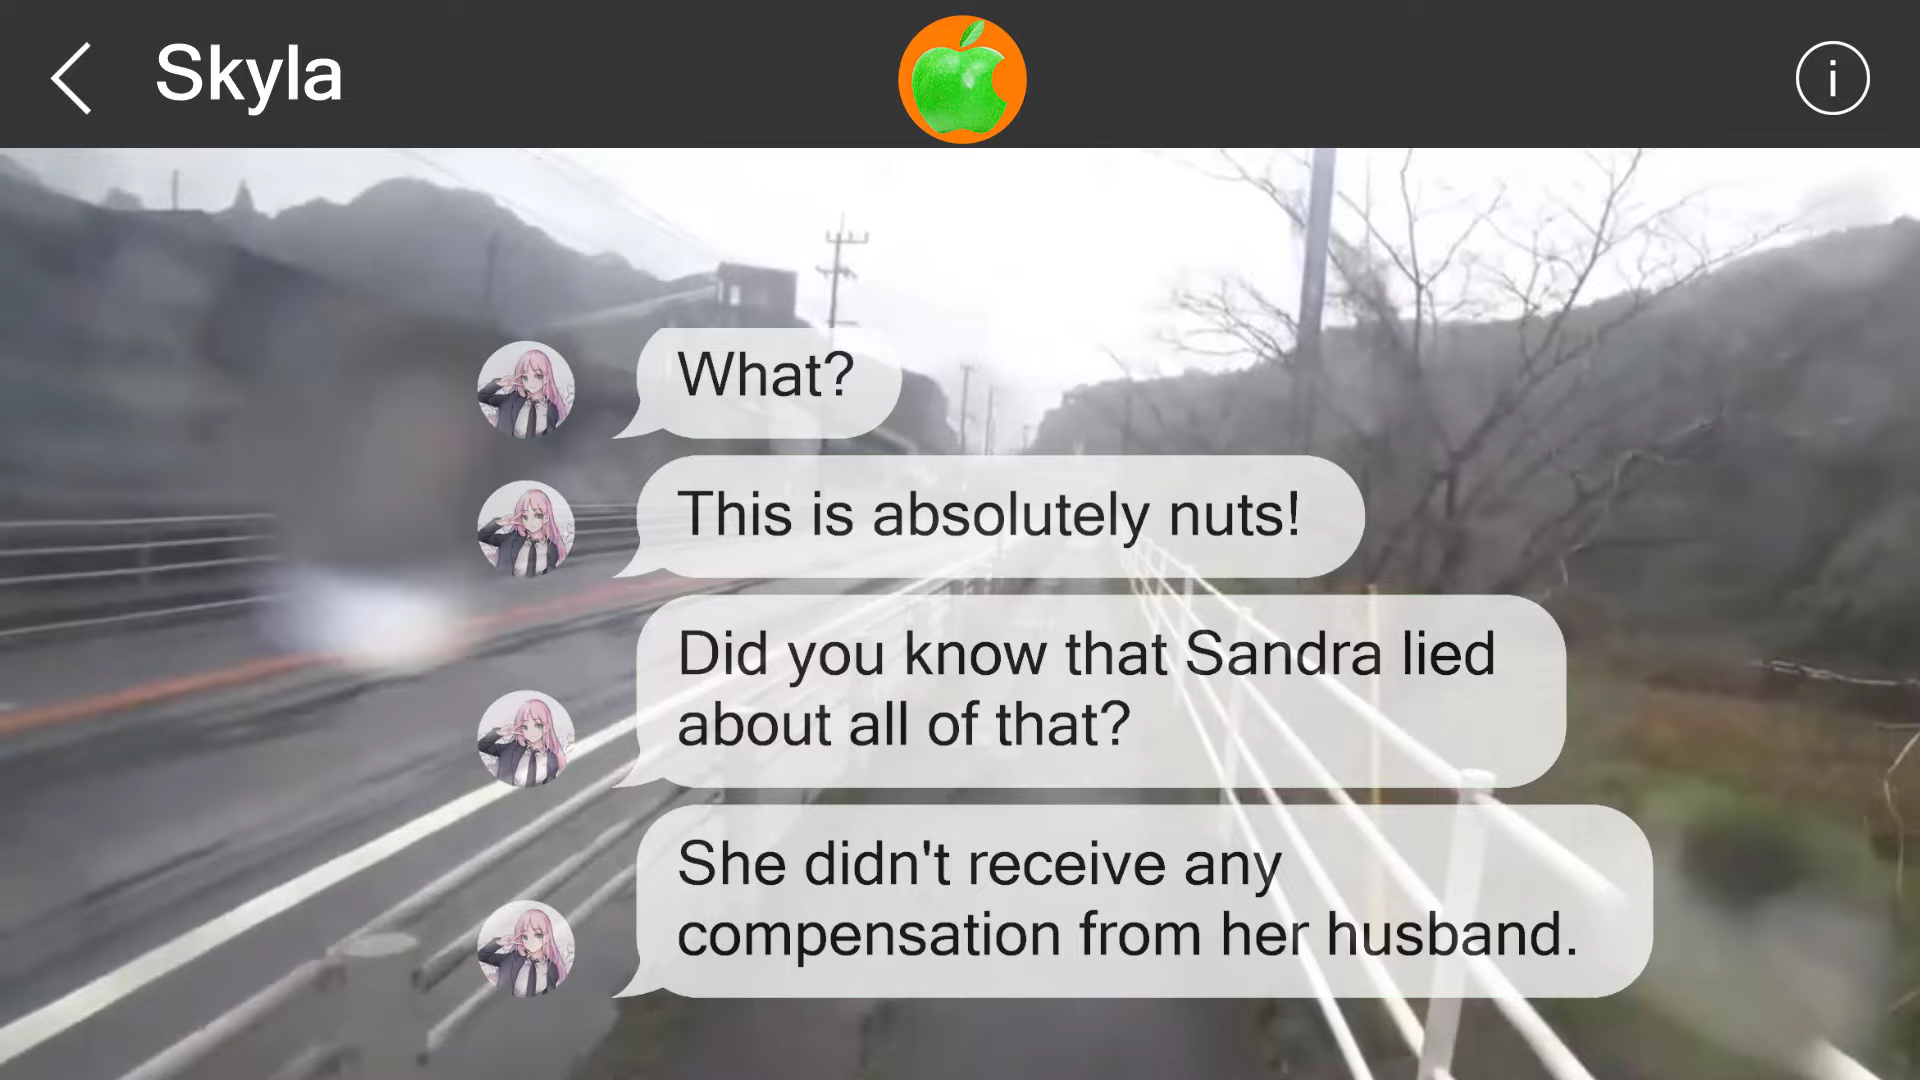 Skyla
What?
This is absolutely nuts!
Did you know that Sandra lied
about all of that?
She didn't receive any
compensation from her husband.